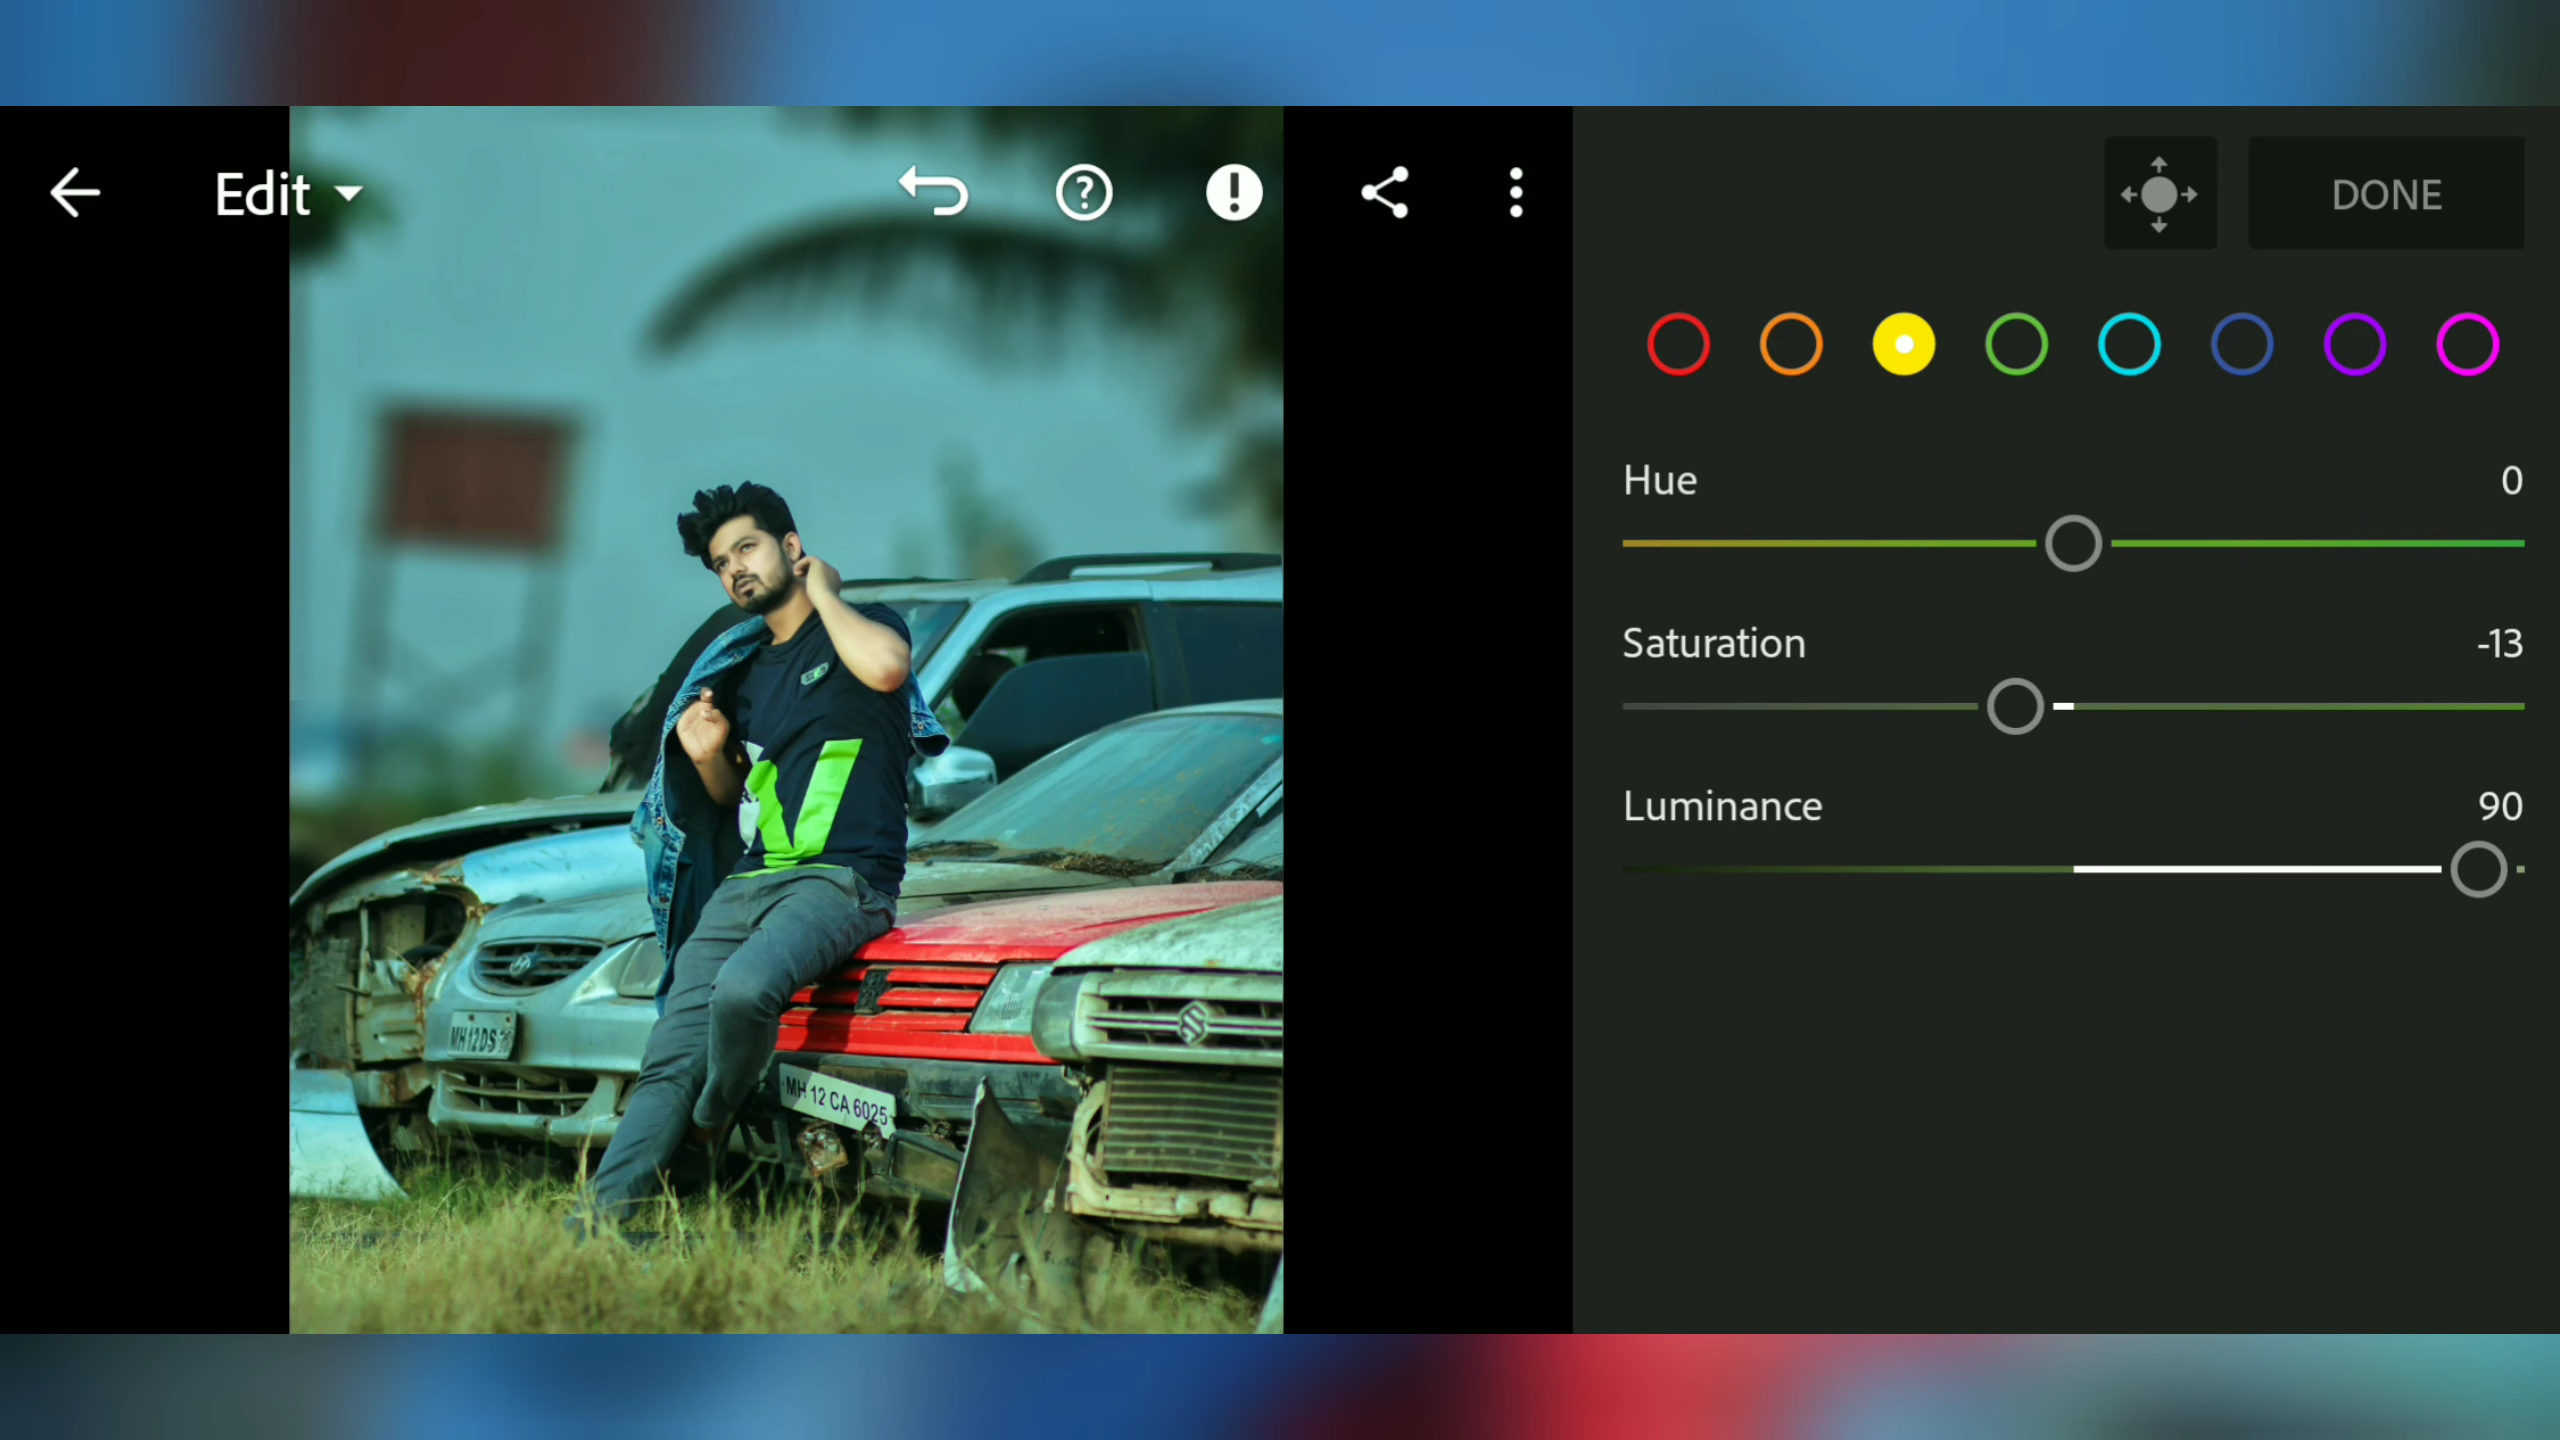 Edit
DONE
Hue 0
Saturation -13
Luminance 90
MH12DS
MH 12 CA 6025